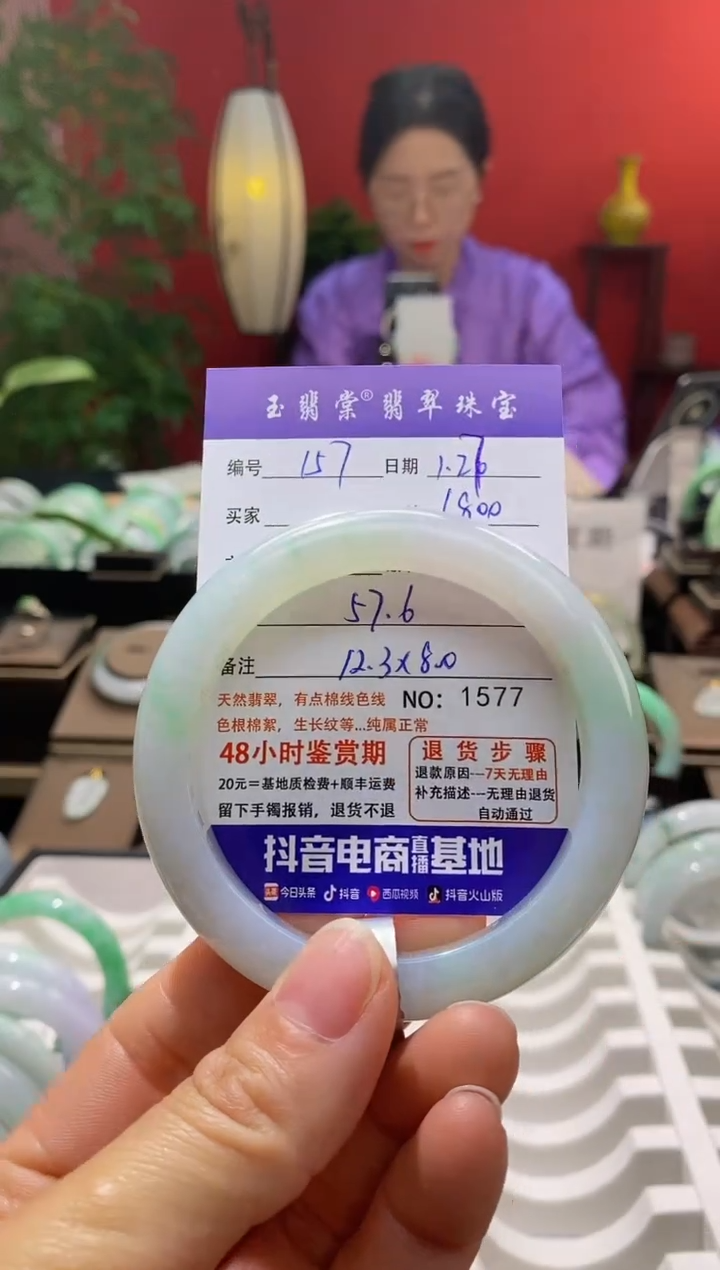 玉翡棠® 翡翠珠宝
编号 157 日期 1.26
买家 1800
57.6
备注 12.3x8.0
天然翡翠，有点棉线色线 NO: 1577
色根棉絮，生长纹等...纯属正常
48小时鉴赏期
20元=基地质检费+顺丰运费
留下手镯报销，退货不退
退货步骤
退款原因---7天无理由
补充描述---无理由退货
自动通过
抖音电商直播基地
头条 今日头条 抖音 西瓜视频 抖音火山版